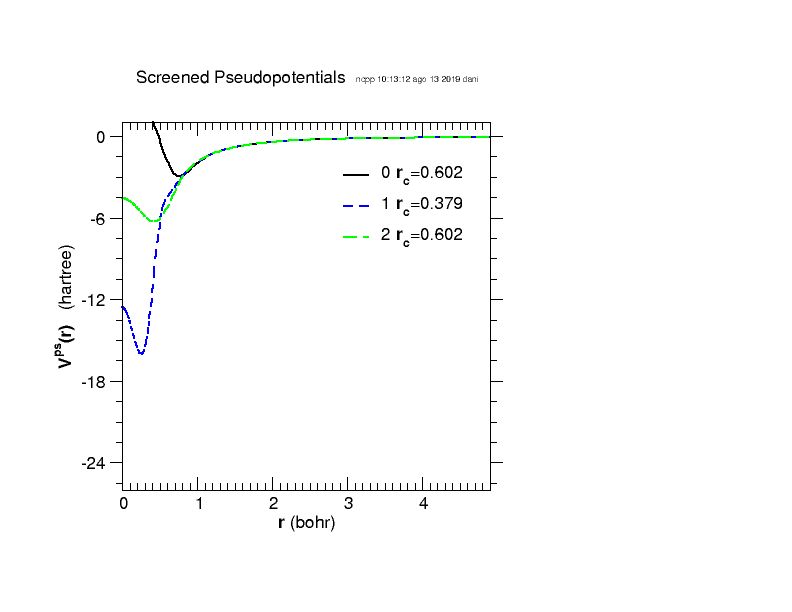 Screened Pseudopotentials ncpp 10:13:12 ago 13 2019 dani
0
-6
-12
-18
-24
V^ps(r) (hartree)
0 r_c=0.602
1 r_c=0.379
2 r_c=0.602
0 1 2 3 4
r (bohr)